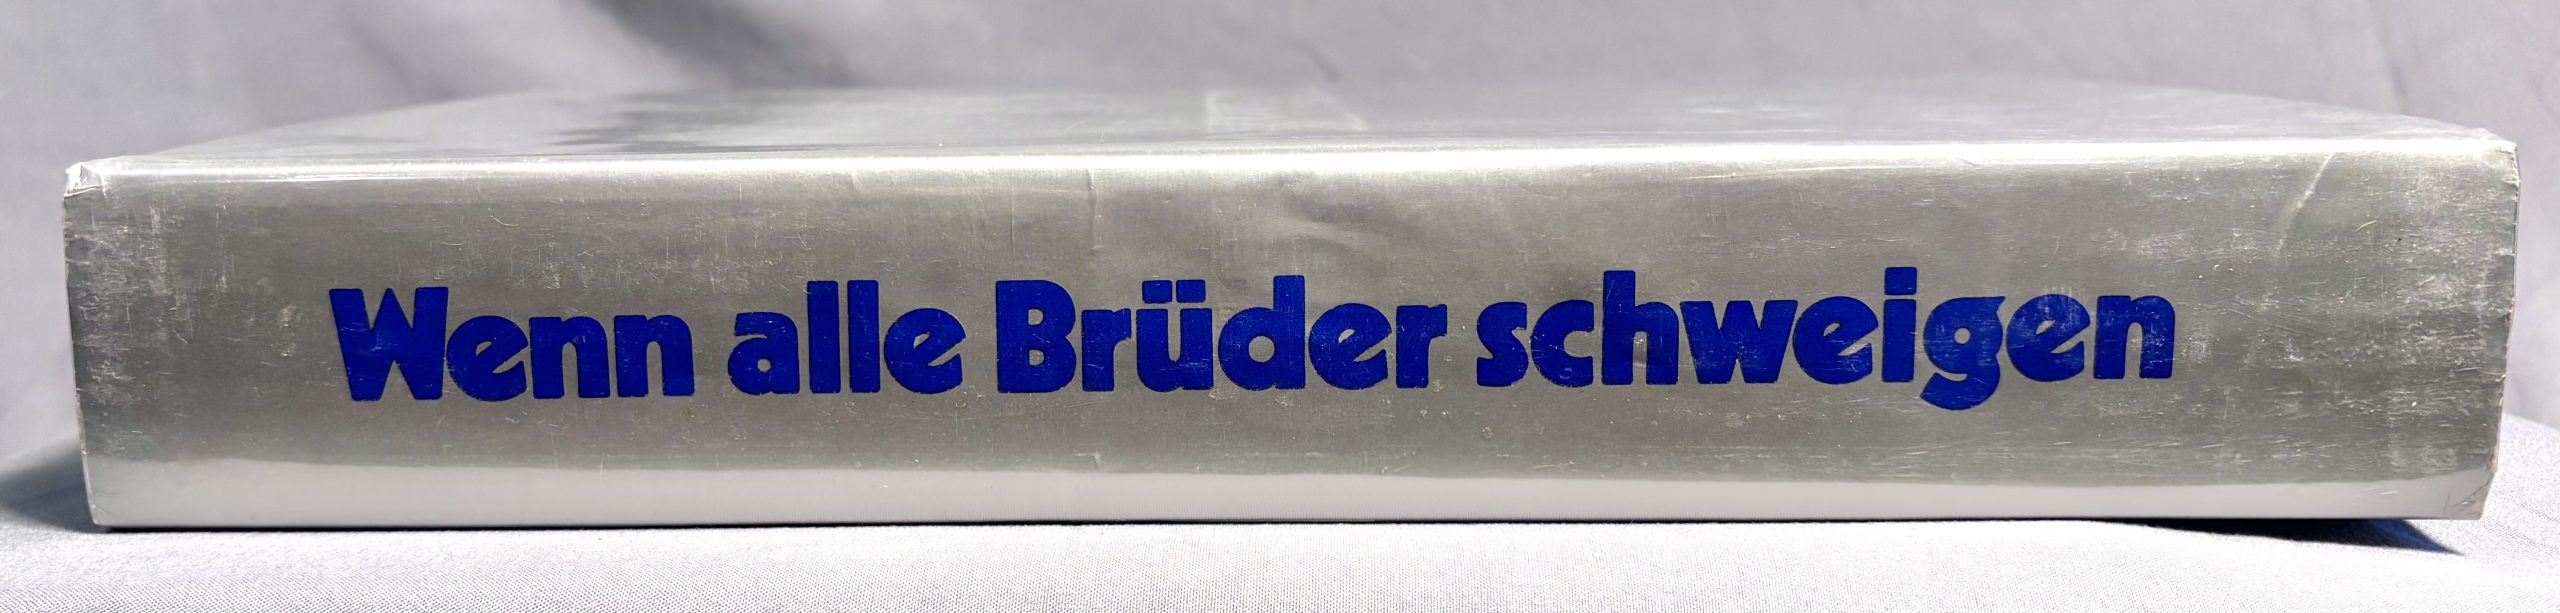 Wenn alle Brüder schweigen